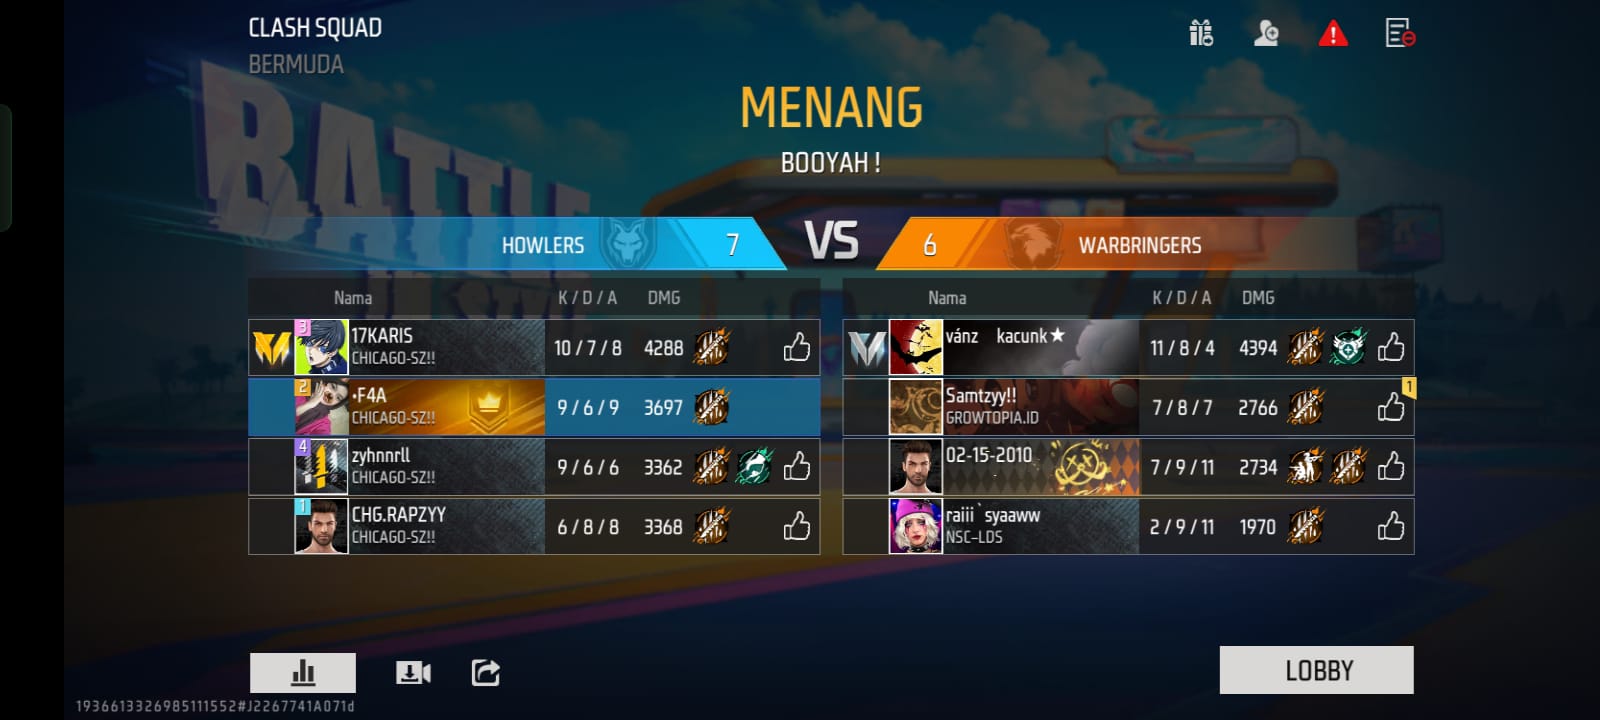 CLASH SQUAD
BERMUDA
MENANG
BOOYAH !
HOWLERS 7 VS 6 WARBRINGERS
Nama K / D / A DMG
3 17KARIS
CHICAGO-SZ!!
10 / 7 / 8 4288
2 •F4A
CHICAGO-SZ!!
9 / 6 / 9 3697
4 zyhnnrll
CHICAGO-SZ!!
9 / 6 / 6 3362
1 CHG.RAPZYY
CHICAGO-SZ!!
6 / 8 / 8 3368
Nama K / D / A DMG
vánz kacunk★
11 / 8 / 4 4394
Samtzyy!!
GROWTOPIA.ID
7 / 8 / 7 2766 1
02-15-2010
7 / 9 / 11 2734
raiii`syaaww
NSC–LDS
2 / 9 / 11 1970
LOBBY
1936613326985111552#J2267741A071d